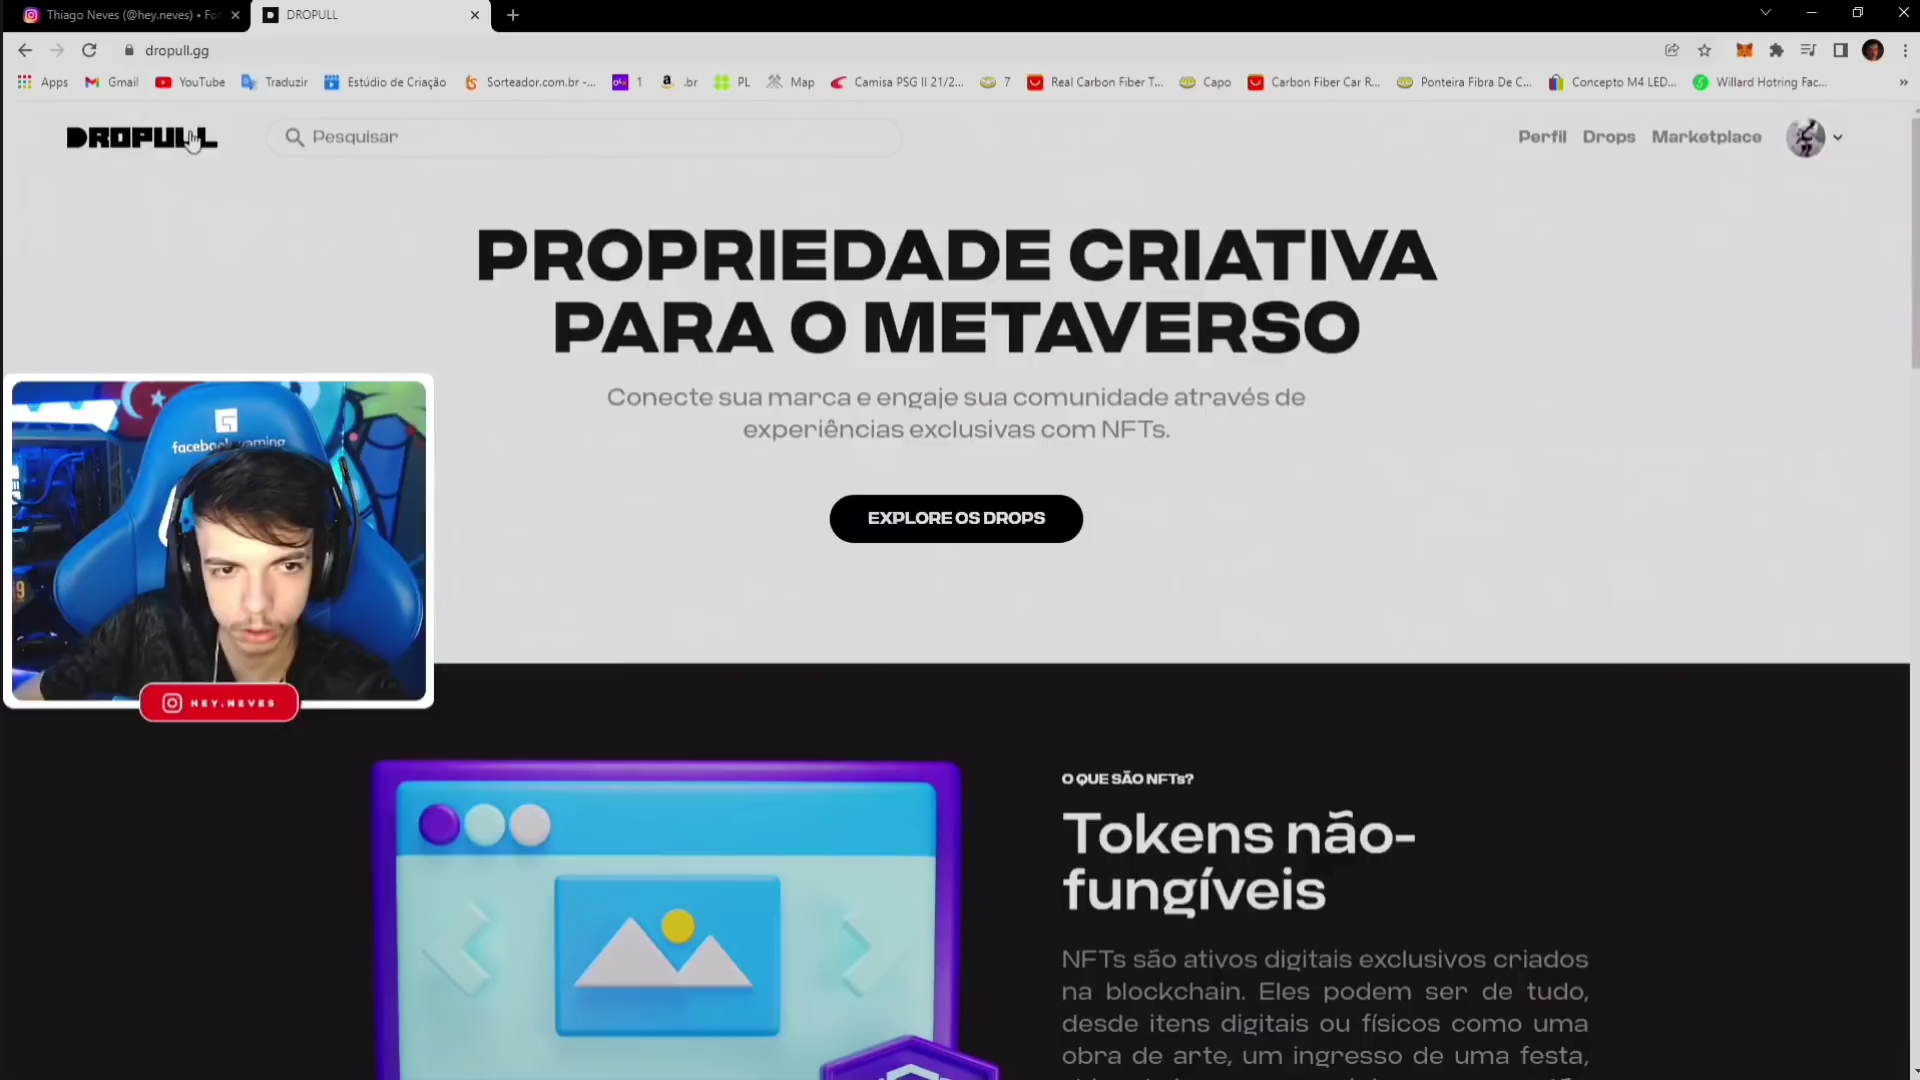 Thiago Neves (@hey.neves) • Fo
DROPULL
dropull.gg
Apps
Gmail
YouTube
Traduzir
Estúdio de Criação
Sorteador.com.br -...
1
.br
PL
Map
Camisa PSG II 21/2...
7
Real Carbon Fiber T...
Capo
Carbon Fiber Car R...
Ponteira Fibra De C...
Concepto M4 LED...
Willard Hotring Fac...
DROPULL
Pesquisar
Perfil
Drops
Marketplace
PROPRIEDADE CRIATIVA
PARA O METAVERSO
Conecte sua marca e engaje sua comunidade através de
experiências exclusivas com NFTs.
EXPLORE OS DROPS
facebook gaming
HEY.NEVES
O QUE SÃO NFTs?
Tokens não-
fungíveis
NFTs são ativos digitais exclusivos criados
na blockchain. Eles podem ser de tudo,
desde itens digitais ou físicos como uma
obra de arte, um ingresso de uma festa,